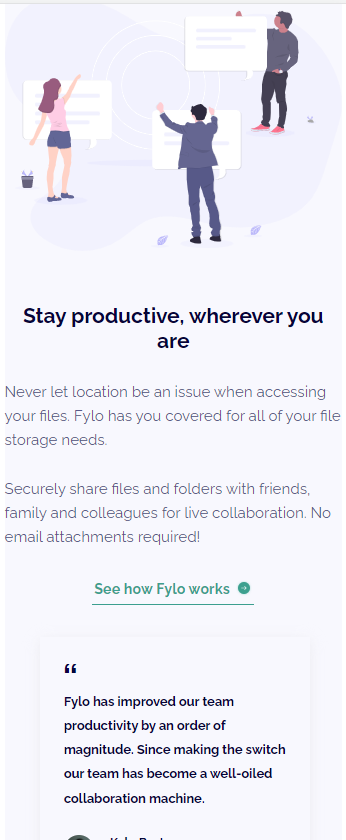 Stay productive, wherever you
are
Never let location be an issue when accessing
your files. Fylo has you covered for all of your file
storage needs.
Securely share files and folders with friends,
family and colleagues for live collaboration. No
email attachments required!
See how Fylo works
“
Fylo has improved our team
productivity by an order of
magnitude. Since making the switch
our team has become a well-oiled
collaboration machine.